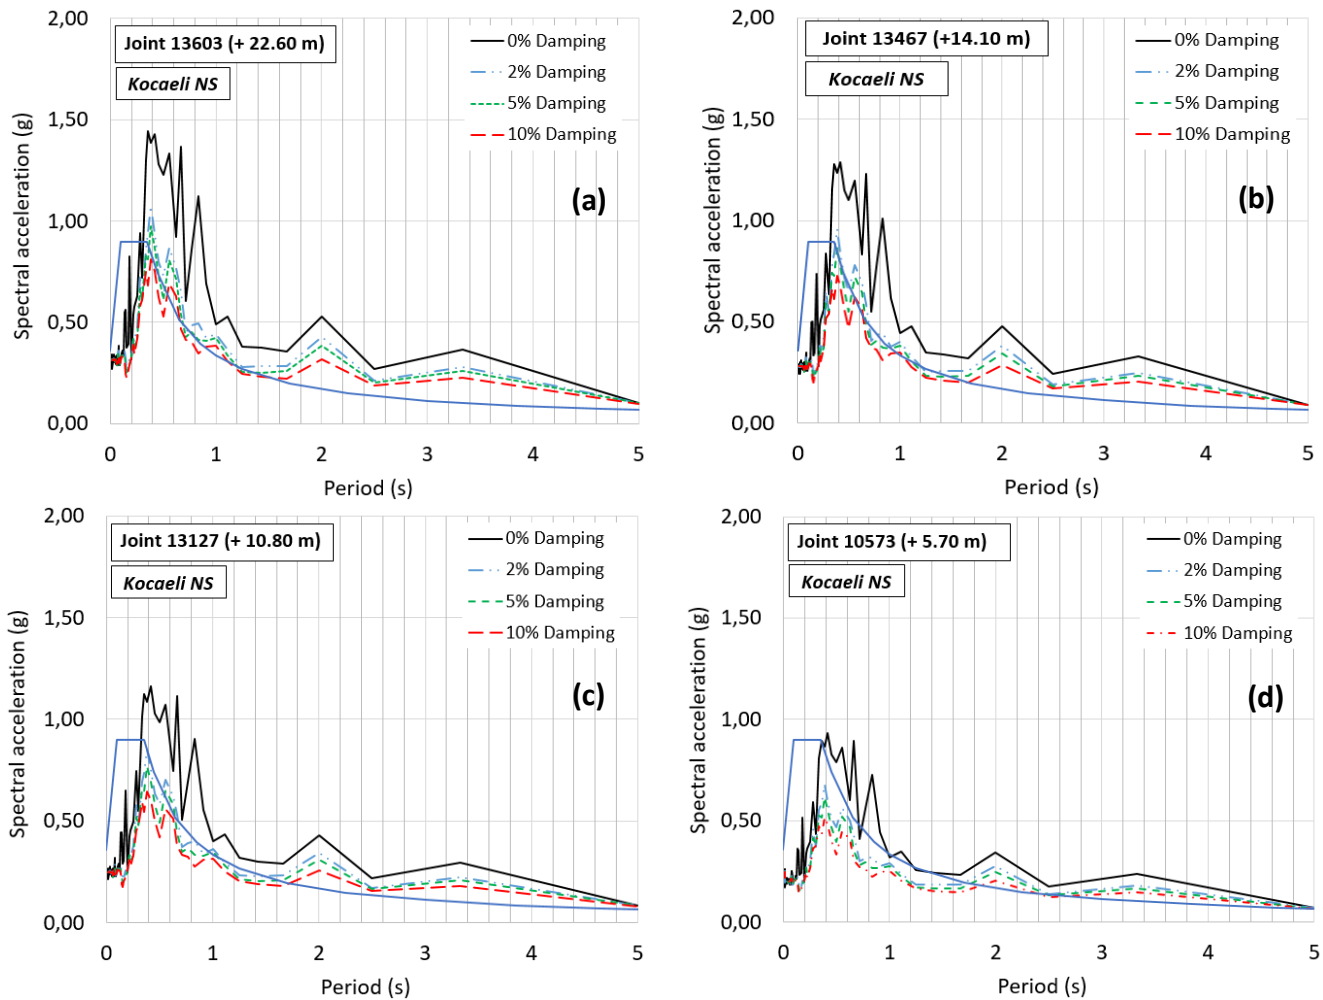 2,00
1,50
1,00
0,50
0,00
Spectral acceleration (g)
Joint 13603 (+ 22.60 m)
Kocaeli NS
0% Damping
2% Damping
5% Damping
10% Damping
(a)
0 1 2 3 4 5
Period (s)
2,00
1,50
1,00
0,50
0,00
Spectral acceleration (g)
Joint 13467 (+14.10 m)
Kocaeli NS
0% Damping
2% Damping
5% Damping
10% Damping
(b)
0 1 2 3 4 5
Period (s)
2,00
1,50
1,00
0,50
0,00
Spectral acceleration (g)
Joint 13127 (+ 10.80 m)
Kocaeli NS
0% Damping
2% Damping
5% Damping
10% Damping
(c)
0 1 2 3 4 5
Period (s)
2,00
1,50
1,00
0,50
0,00
Spectral acceleration (g)
Joint 10573 (+ 5.70 m)
Kocaeli NS
0% Damping
2% Damping
5% Damping
10% Damping
(d)
0 1 2 3 4 5
Period (s)